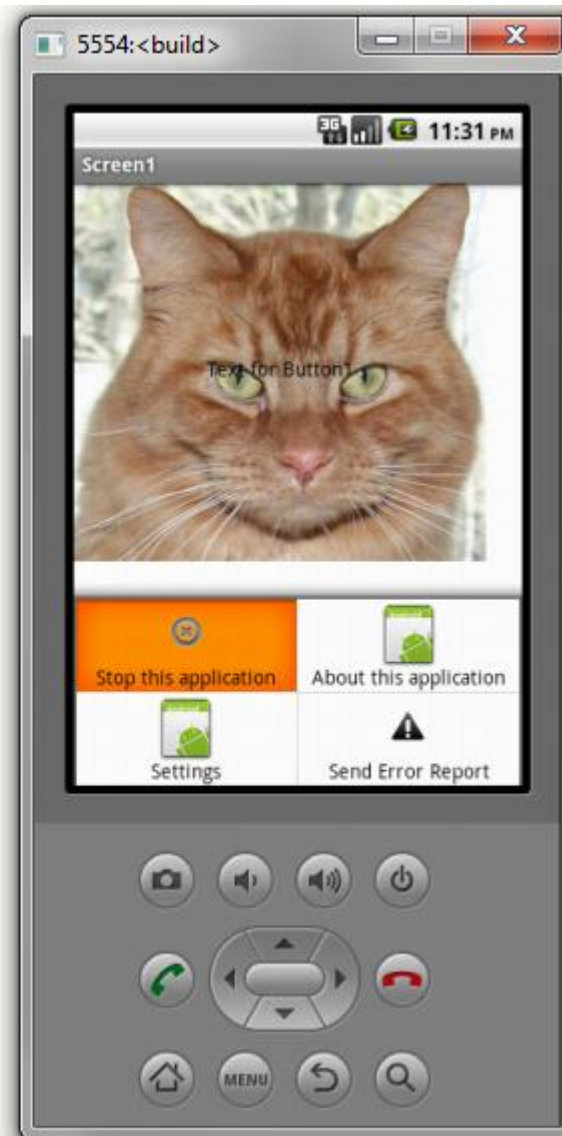 5554:<build>
3G
11:31 PM
Screen1
Text for Button1
Stop this application
About this application
Settings
Send Error Report
MENU